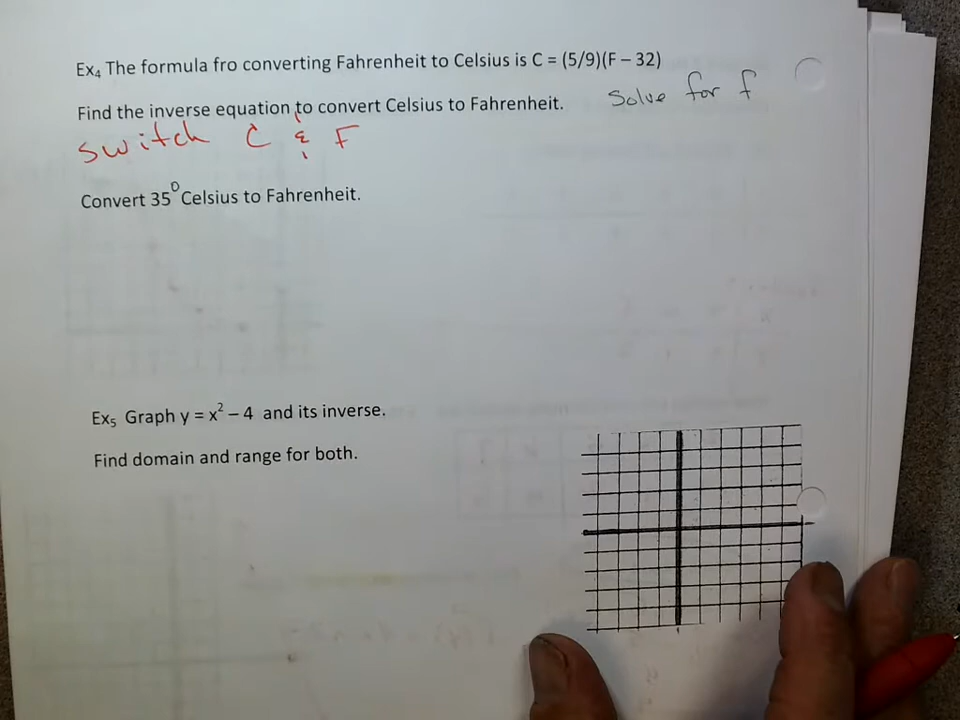 Ex₄ The formula fro converting Fahrenheit to Celsius is C = (5/9)(F – 32)
Find the inverse equation to convert Celsius to Fahrenheit. Solve for f
switch C & F
Convert 35° Celsius to Fahrenheit.
Ex₅ Graph y = x² – 4 and its inverse.
Find domain and range for both.